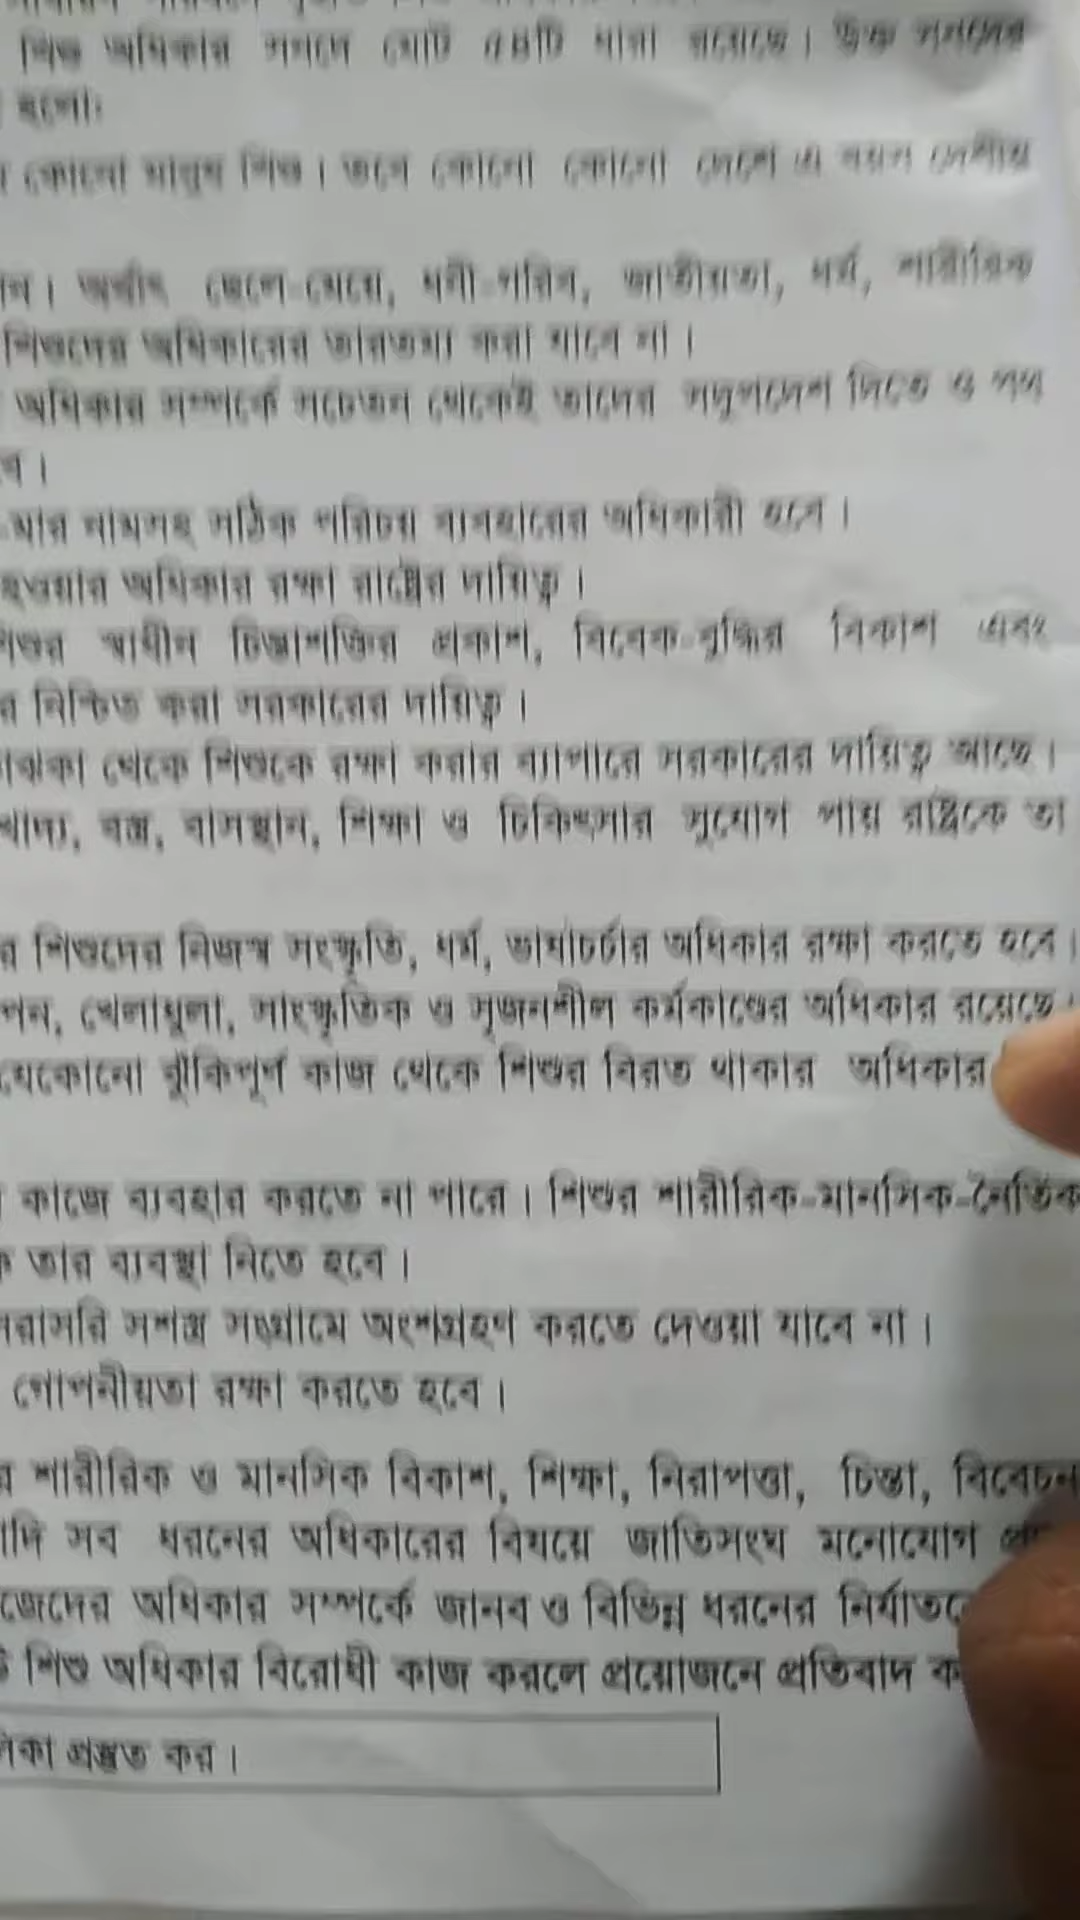 শিশু অধিকার সনদে মোট ৫৪টি ধারা রয়েছে। উক্ত সনদের
হলো:
কোনো মানুষ শিশু। তবে কোনো কোনো দেশে এ বয়স দেশীয়
অর্থাৎ ছেলে-মেয়ে, ধনী-গরিব, জাতীয়তা, ধর্ম, শারীরিক
শিশুদের অধিকারের তারতম্য করা যাবে না।
অধিকার সম্পর্কে সচেতন থেকেই তাদের সদুপদেশ দিতে ও পথ
বে।
নামসহ সঠিক পরিচয় ব্যবহারের অধিকারী হবে।
হওয়ার অধিকার রক্ষা রাষ্ট্রের দায়িত্ব।
শিশুর স্বাধীন চিন্তাশক্তির প্রকাশ, বিবেক-বুদ্ধির বিকাশ এবং
র নিশ্চিত করা সরকারের দায়িত্ব।
থেকে শিশুকে রক্ষা করার ব্যাপারে সরকারের দায়িত্ব আছে।
খাদ্য, বস্ত্র, বাসস্থান, শিক্ষা ও চিকিৎসার সুযোগ পায় রাষ্ট্রকে তা
র শিশুদের নিজস্ব সংস্কৃতি, ধর্ম, ভাষাচর্চার অধিকার রক্ষা করতে হবে।
পন, খেলাধুলা, সাংস্কৃতিক ও সৃজনশীল কর্মকাণ্ডের অধিকার রয়েছে।
যেকোনো ঝুঁকিপূর্ণ কাজ থেকে শিশুর বিরত থাকার অধিকার
কাজে ব্যবহার করতে না পারে। শিশুর শারীরিক-মানসিক-নৈতিক
ক তার ব্যবস্থা নিতে হবে।
সরাসরি সশস্ত্র সংগ্রামে অংশগ্রহণ করতে দেওয়া যাবে না।
গোপনীয়তা রক্ষা করতে হবে।
র শারীরিক ও মানসিক বিকাশ, শিক্ষা, নিরাপত্তা, চিন্তা, বিবেচন
াদি সব ধরনের অধিকারের বিষয়ে জাতিসংঘ মনোযোগ প্র
জেদের অধিকার সম্পর্কে জানব ও বিভিন্ন ধরনের নির্যাতনে
শিশু অধিকার বিরোধী কাজ করলে প্রয়োজনে প্রতিবাদ ক
লিকা প্রস্তুত কর।